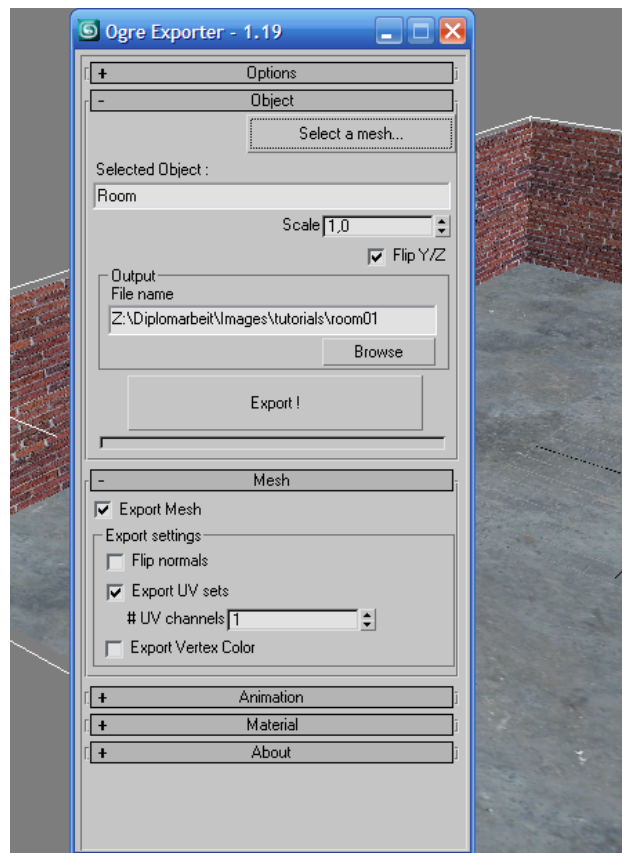 Ogre Exporter - 1.19
+ Options
- Object
Select a mesh...
Selected Object :
Room
Scale 1,0
Flip Y/Z
Output
File name
Z:\Diplomarbeit\Images\tutorials\room01
Browse
Export !
- Mesh
Export Mesh
Export settings
Flip normals
Export UV sets
# UV channels 1
Export Vertex Color
+ Animation
+ Material
+ About